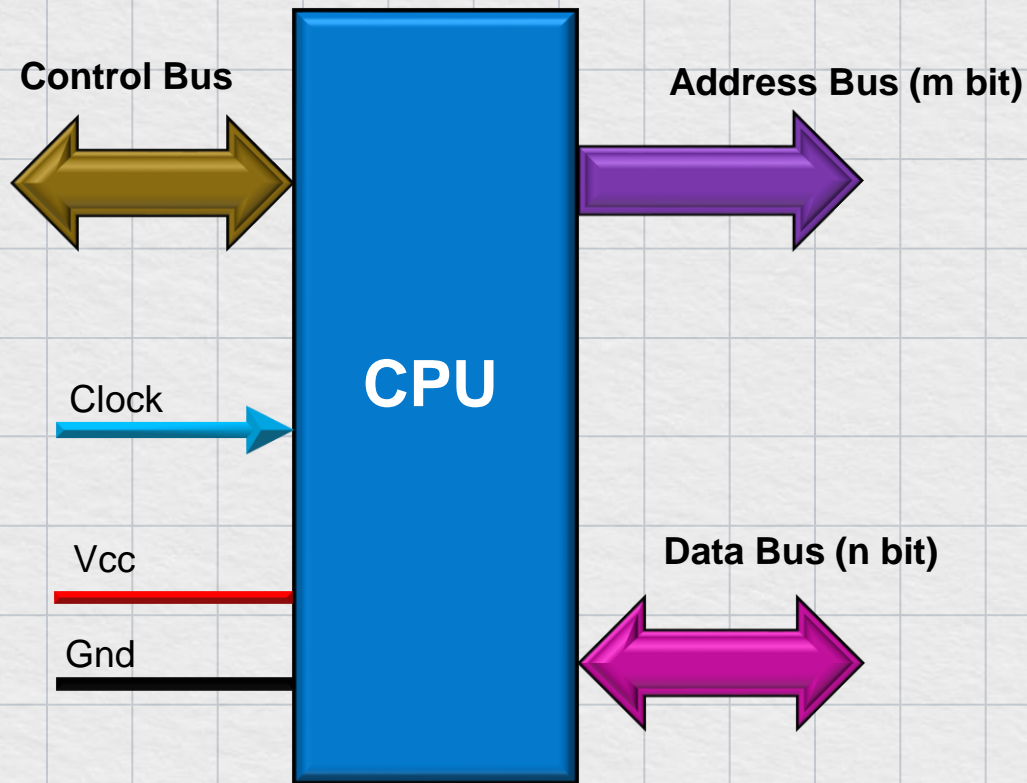 Control Bus
Address Bus (m bit)
CPU
Clock
Vcc
Data Bus (n bit)
Gnd